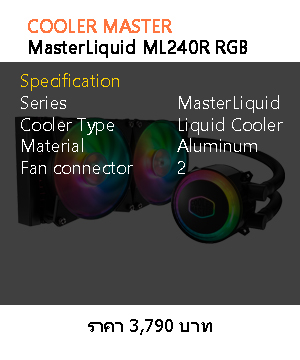 COOLER MASTER
MasterLiquid ML240R RGB
Specification
Series MasterLiquid
Cooler Type Liquid Cooler
Material Aluminum
Fan connector 2
ราคา 3,790 บาท